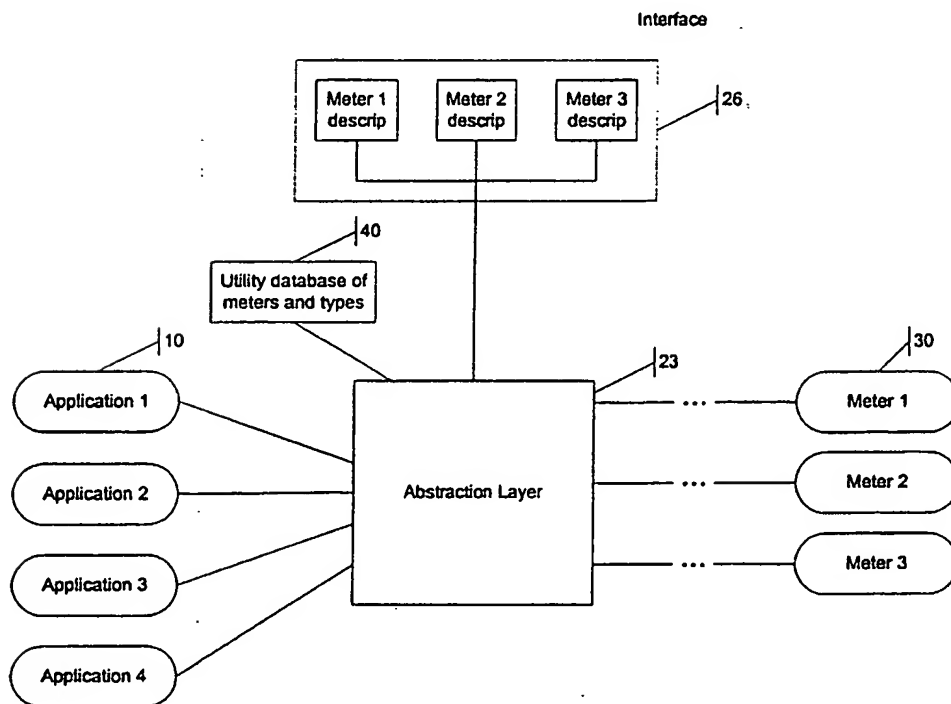 Interface
Meter 1
descrip
Meter 2
descrip
Meter 3
descrip
26
40
Utility database of
meters and types
10
23
30
Application 1
Application 2
Application 3
Application 4
Abstraction Layer
Meter 1
Meter 2
Meter 3
...
...
...